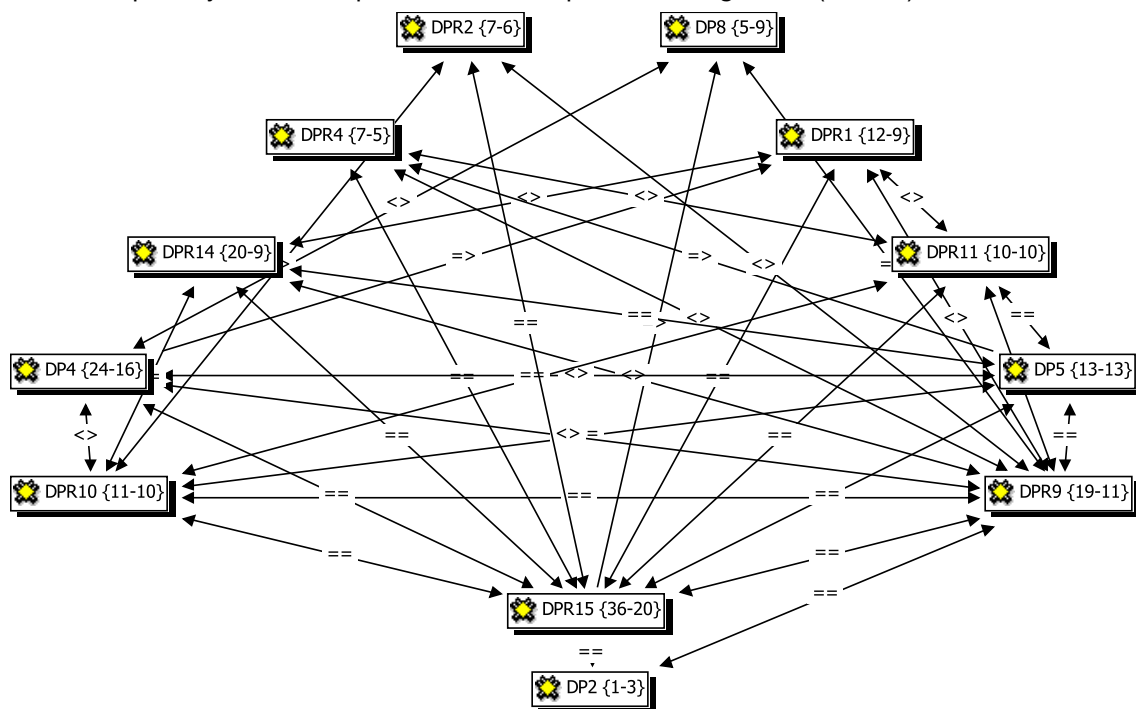 DPR2 {7-6}
DP8 {5-9}
DPR4 {7-5}
DPR1 {12-9}
<>
<>
<>
<>
DPR14 {20-9}
=>
=>
<>
DPR11 {10-10}
==
==
>
<>
<>
==
DP4 {24-16}
==
==
<>
<>
==
DP5 {13-13}
<>
==
<> =
==
==
DPR10 {11-10}
==
==
==
DPR9 {19-11}
==
==
==
DPR15 {36-20}
==
DP2 {1-3}